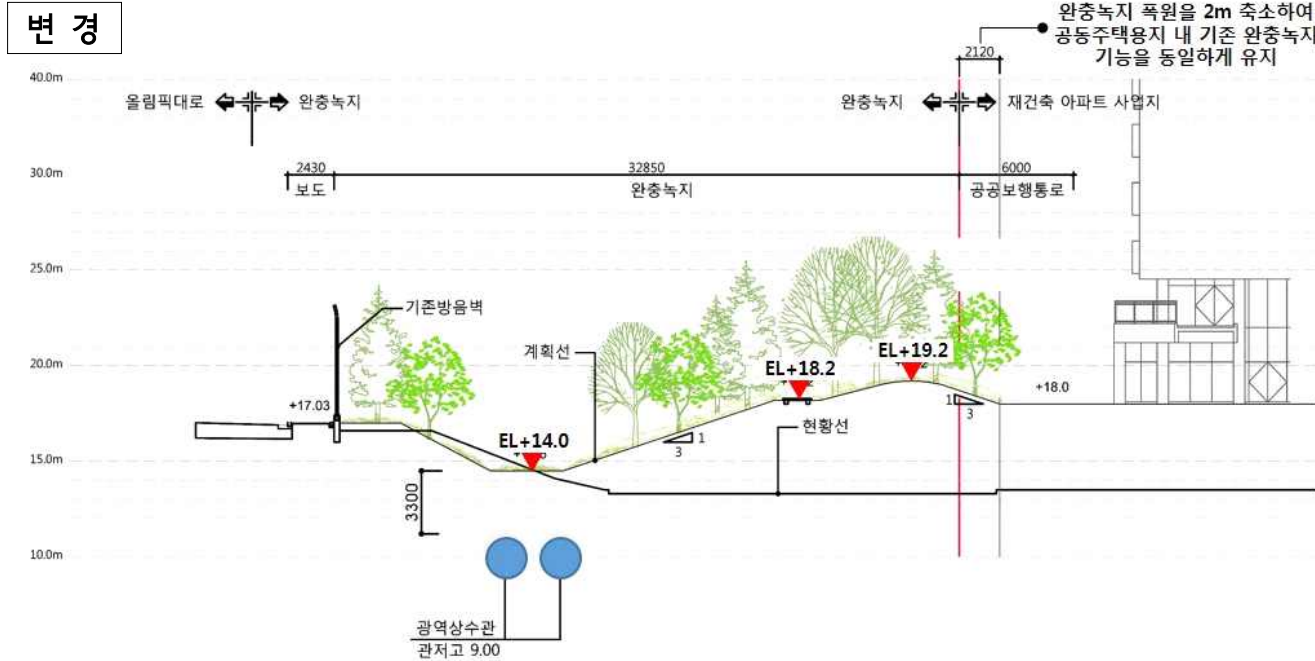 변 경
완충녹지 폭원을 2m 축소하여
공동주택용지 내 기존 완충녹지
기능을 동일하게 유지
2120
40.0m
올림픽대로 완충녹지
완충녹지 재건축 아파트 사업지
30.0m
2430 32850 6000
보도 완충녹지 공공보행통로
25.0m
기존방음벽
계획선
20.0m
EL+18.2
EL+19.2
+18.0
+17.03
1
3
1
3
현황선
EL+14.0
15.0m
3300
10.0m
광역상수관
관저고 9.00